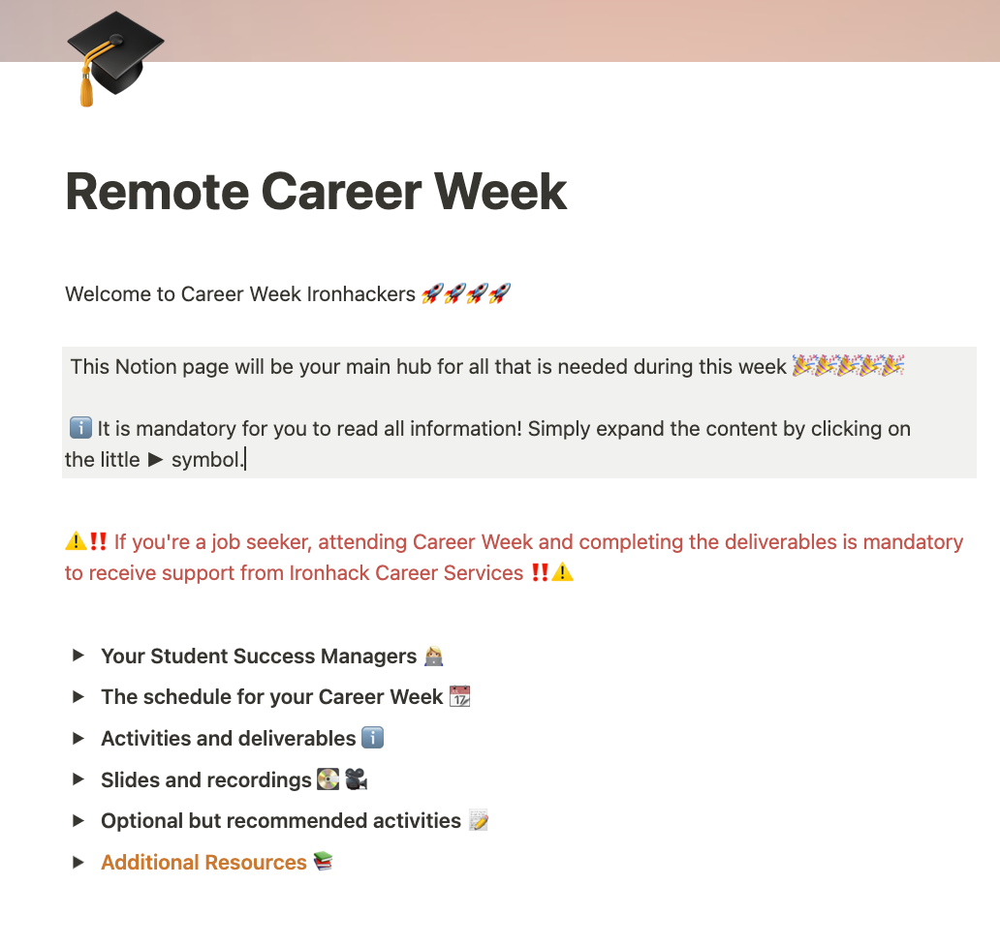 Remote Career Week
Welcome to Career Week Ironhackers 🚀🚀🚀🚀
This Notion page will be your main hub for all that is needed during this week 🎉🎉🎉🎉🎉
ℹ️ It is mandatory for you to read all information! Simply expand the content by clicking on
the little ▶ symbol.
⚠️‼️ If you're a job seeker, attending Career Week and completing the deliverables is mandatory
to receive support from Ironhack Career Services ‼️⚠️
▶ Your Student Success Managers 👩🏼‍💻
▶ The schedule for your Career Week 📆
▶ Activities and deliverables ℹ️
▶ Slides and recordings 💽 🎥
▶ Optional but recommended activities 📝
▶ Additional Resources 📚